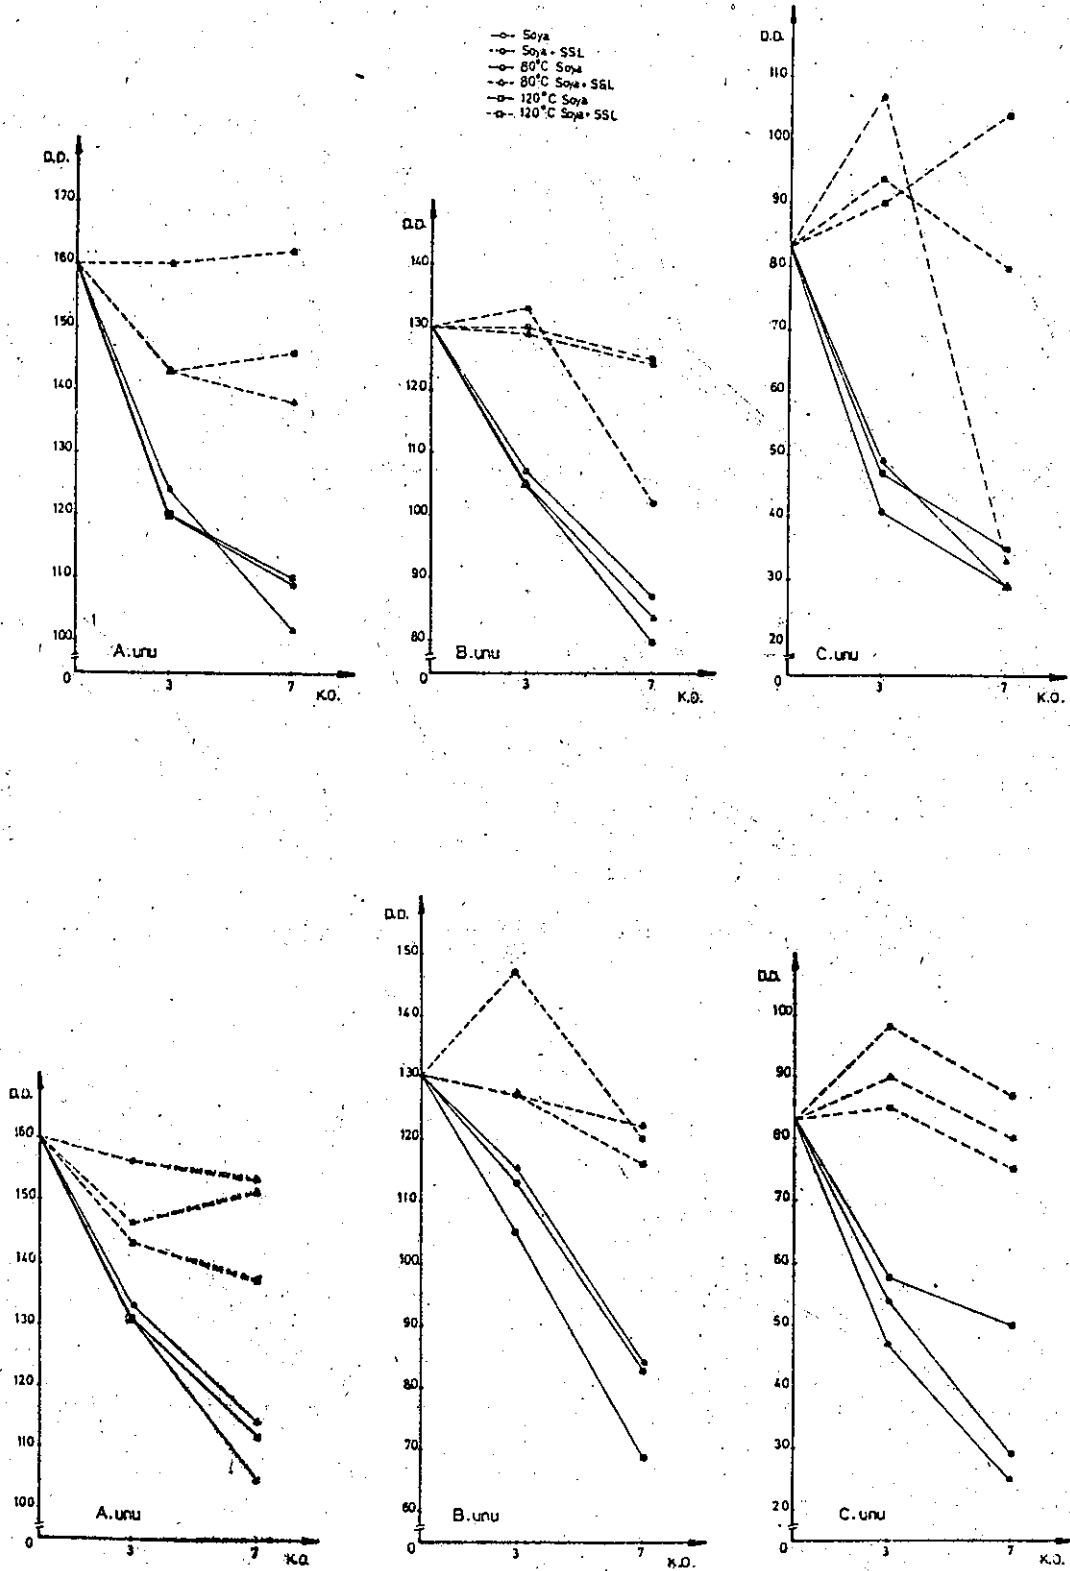 Soya
Soya + SSL
80°C Soya
80°C Soya + SSL
120°C Soya
120°C Soya + SSL
D.D.
170
160
150
140
130
120
110
100
0
3
7
K.O.
A.unu
D.D.
140
130
120
110
100
90
80
0
3
7
K.O.
B.unu
D.D.
110
100
90
80
70
60
50
40
30
20
0
3
7
K.O.
C.unu
D.D.
160
150
140
130
120
110
100
0
3
7
K.O.
A.unu
D.D.
150
140
130
120
110
100
90
80
70
60
0
3
7
K.O.
B.unu
D.D.
100
90
80
70
60
50
40
30
20
0
3
7
K.O.
C.unu